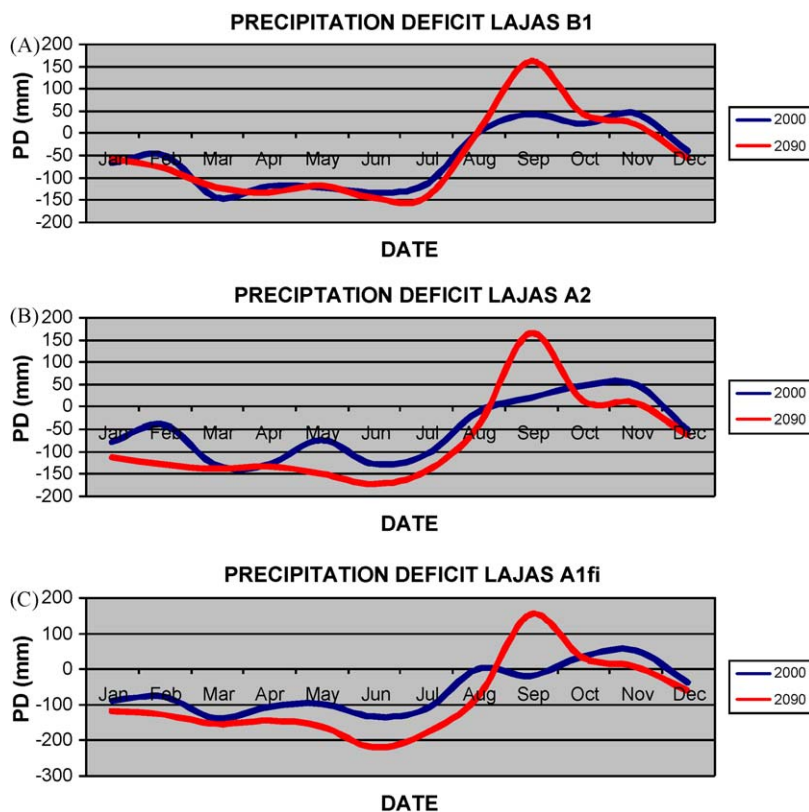 (A)
PRECIPITATION DEFICIT LAJAS B1
PD (mm)
200
150
100
50
0
-50
-100
-150
-200
Jan Feb Mar Apr May Jun Jul Aug Sep Oct Nov Dec
DATE
2000
2090
(B)
PRECIPTATION DEFICIT LAJAS A2
PD (mm)
200
150
100
50
0
-50
-100
-150
-200
Jan Feb Mar Apr May Jun Jul Aug Sep Oct Nov Dec
DATE
2000
2090
(C)
PRECIPITATION DEFICIT LAJAS A1fi
PD (mm)
200
100
0
-100
-200
-300
Jan Feb Mar Apr May Jun Jul Aug Sep Oct Nov Dec
DATE
2000
2090